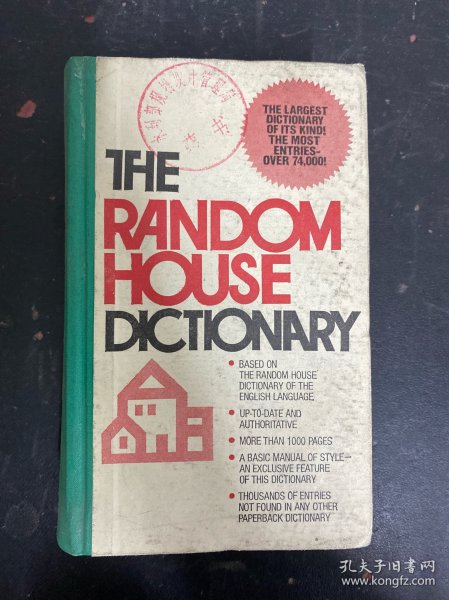 藏书
THE LARGEST
DICTIONARY
OF ITS KIND!
THE MOST
ENTRIES–
OVER 74,000!
THE
RANDOM
HOUSE
DICTIONARY
• BASED ON
THE RANDOM HOUSE
DICTIONARY OF THE
ENGLISH LANGUAGE
• UP-TO-DATE AND
AUTHORITATIVE
• MORE THAN 1000 PAGES
• A BASIC MANUAL OF STYLE—
AN EXCLUSIVE FEATURE
OF THIS DICTIONARY
• THOUSANDS OF ENTRIES
NOT FOUND IN ANY OTHER
PAPERBACK DICTIONARY
孔夫子旧书网
www.kongfz.com